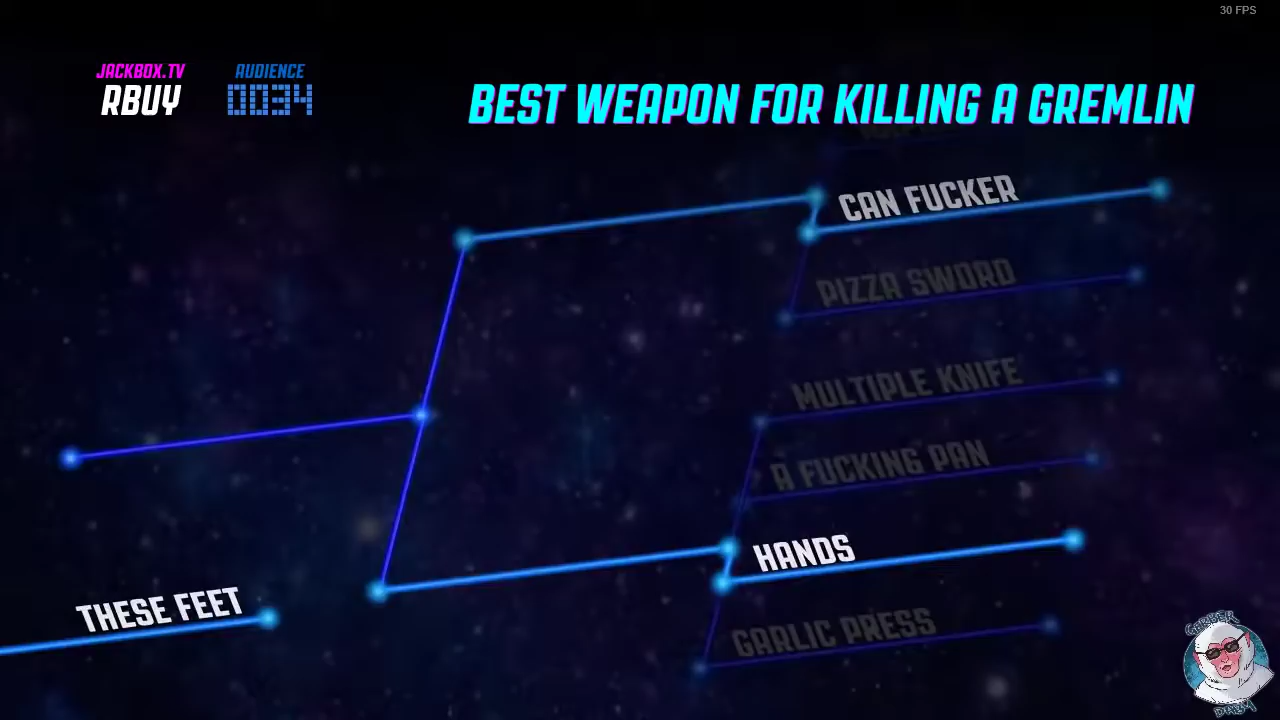 30 FPS
JACKBOX.TV
RBUY
AUDIENCE
0034
BEST WEAPON FOR KILLING A GREMLIN
CAN FUCKER
PIZZA SWORD
MULTIPLE KNIFE
A FUCKING PAN
HANDS
THESE FEET
GARLIC PRESS